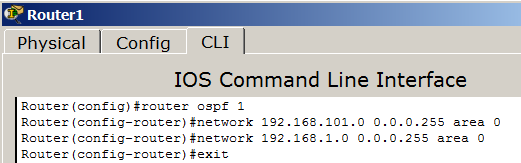 Router1
Physical Config CLI
IOS Command Line Interface
Router(config)#router ospf 1
Router(config-router)#network 192.168.101.0 0.0.0.255 area 0
Router(config-router)#network 192.168.1.0 0.0.0.255 area 0
Router(config-router)#exit